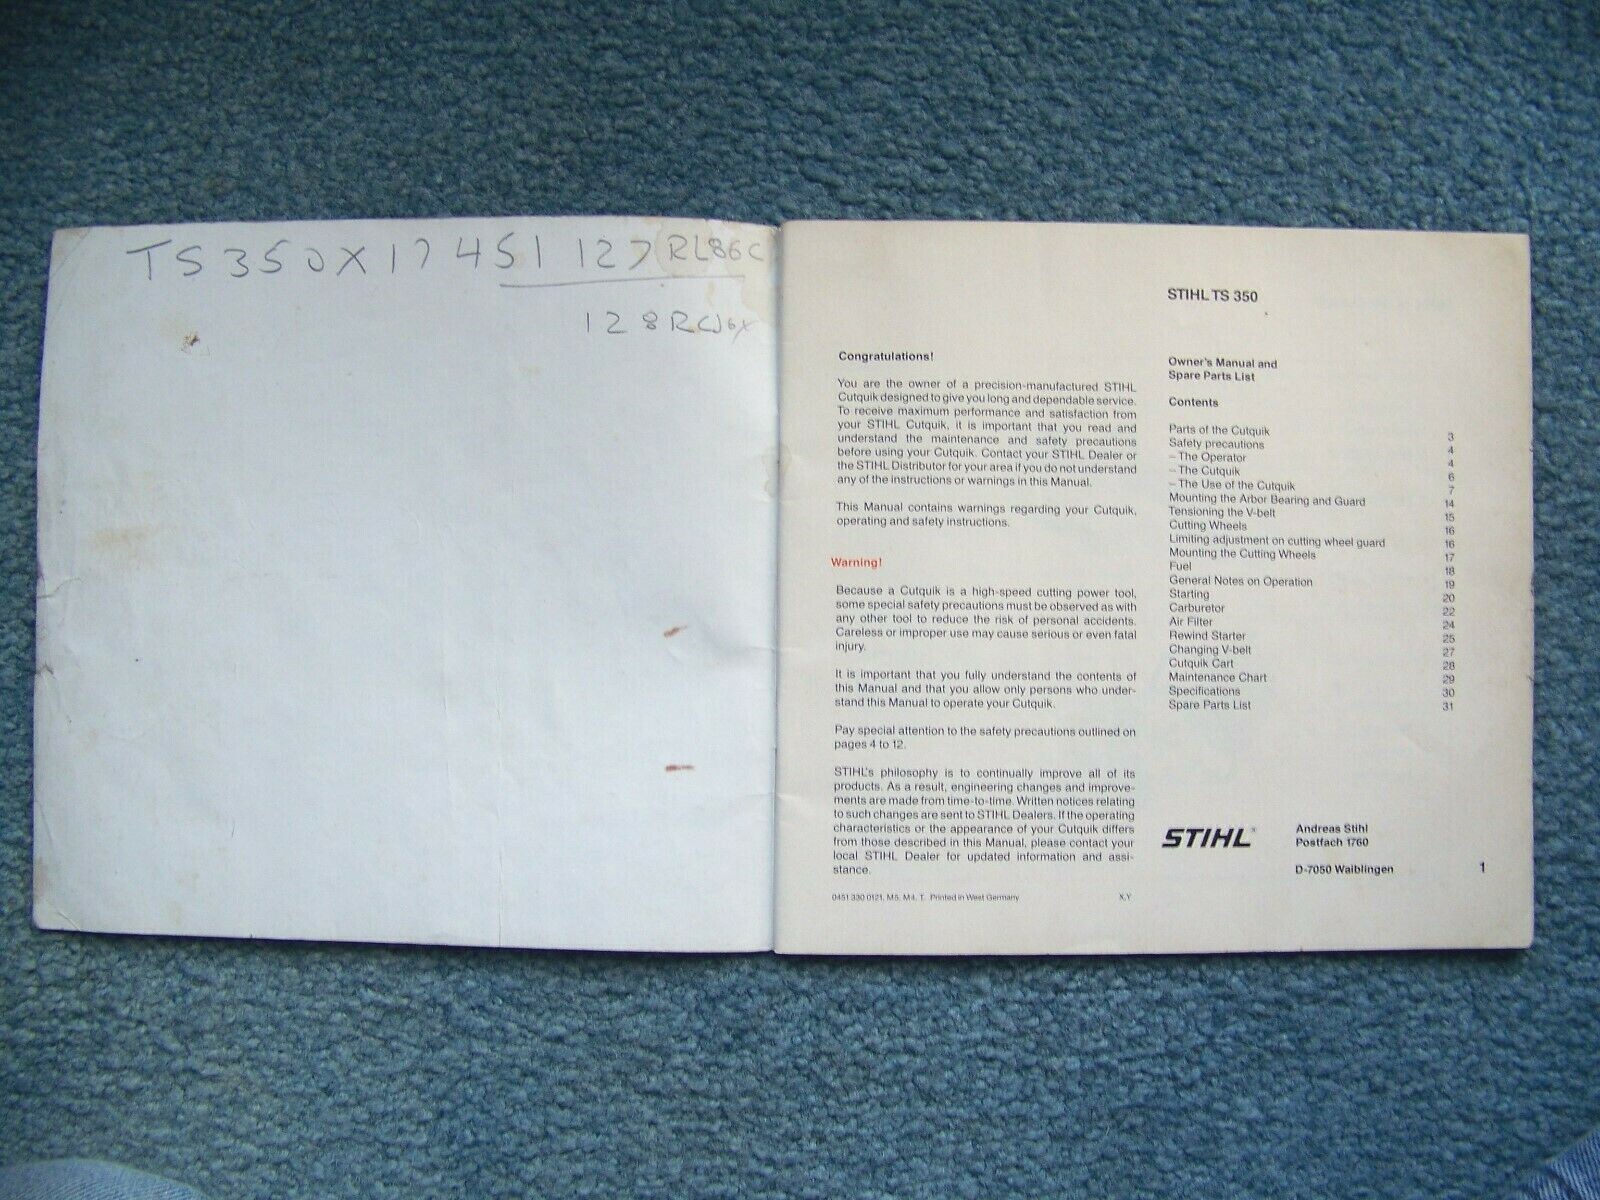 TS350X17451 127 RL86C
128RCJ6X
Congratulations!
You are the owner of a precision-manufactured STIHL
Cutquik designed to give you long and dependable service.
To receive maximum performance and satisfaction from
your STIHL Cutquik, it is important that you read and
understand the maintenance and safety precautions
before using your Cutquik. Contact your STIHL Dealer or
the STIHL Distributor for your area if you do not understand
any of the instructions or warnings in this Manual.
This Manual contains warnings regarding your Cutquik,
operating and safety instructions.
Warning!
Because a Cutquik is a high-speed cutting power tool,
some special safety precautions must be observed as with
any other tool to reduce the risk of personal accidents.
Careless or improper use may cause serious or even fatal
injury.
It is important that you fully understand the contents of
this Manual and that you allow only persons who under-
stand this Manual to operate your Cutquik.
Pay special attention to the safety precautions outlined on
pages 4 to 12.
STIHL's philosophy is to continually improve all of its
products. As a result, engineering changes and improve-
ments are made from time-to-time. Written notices relating
to such changes are sent to STIHL Dealers. If the operating
characteristics or the appearance of your Cutquik differs
from those described in this Manual, please contact your
local STIHL Dealer for updated information and assi-
stance.
0451 330 0121. M5. M4. T. Printed in West Germany X.Y
STIHL TS 350
Owner's Manual and
Spare Parts List
Contents
Parts of the Cutquik 3
Safety precautions 4
– The Operator 4
– The Cutquik 6
– The Use of the Cutquik 7
Mounting the Arbor Bearing and Guard 14
Tensioning the V-belt 15
Cutting Wheels 16
Limiting adjustment on cutting wheel guard 16
Mounting the Cutting Wheels 17
Fuel 18
General Notes on Operation 19
Starting 20
Carburetor 22
Air Filter 24
Rewind Starter 25
Changing V-belt 27
Cutquik Cart 28
Maintenance Chart 29
Specifications 30
Spare Parts List 31
STIHL®
Andreas Stihl
Postfach 1760
D-7050 Waiblingen
1